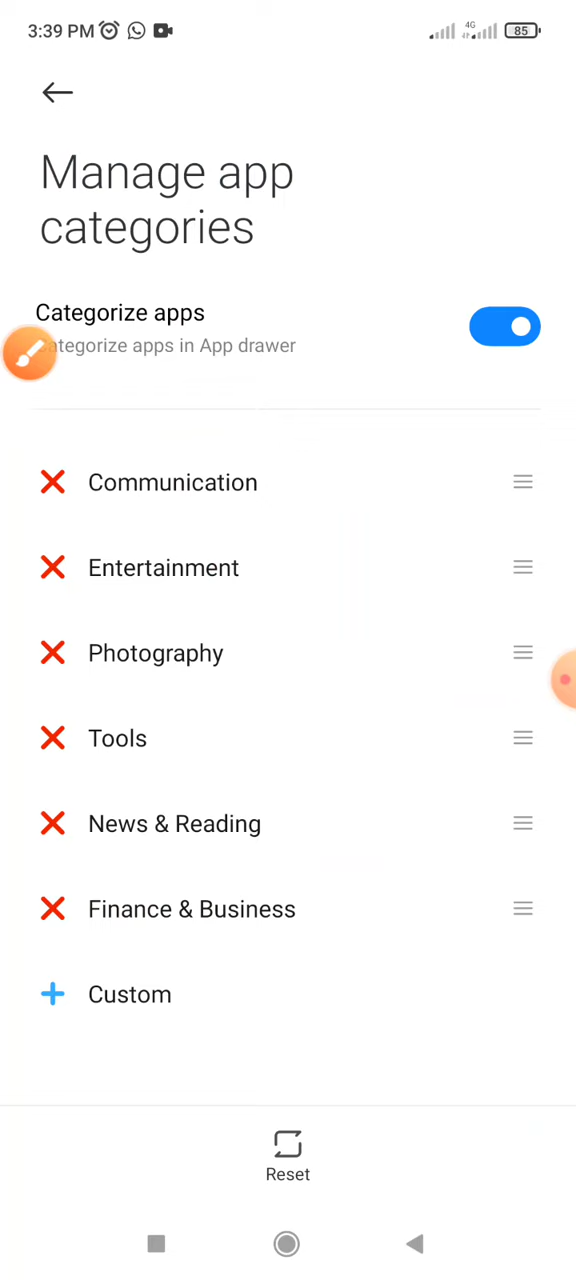 3:39 PM
4G
85
Manage app
categories
Categorize apps
ategorize apps in App drawer
Communication
Entertainment
Photography
Tools
News & Reading
Finance & Business
Custom
Reset